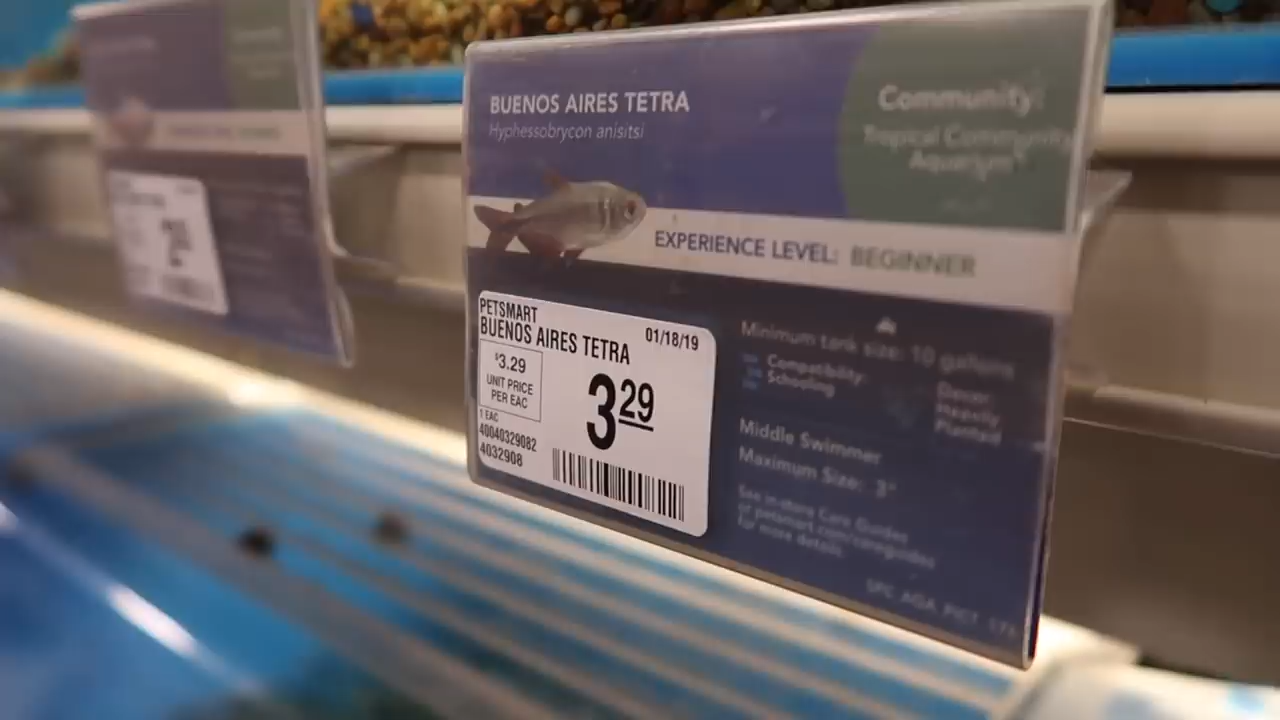 BUENOS AIRES TETRA
Hyphessobrycon anisitsi
Community:
Tropical Community
Aquarium
EXPERIENCE LEVEL: BEGINNER
PETSMART
BUENOS AIRES TETRA
01/18/19
$3.29
UNIT PRICE
PER EAC
3 29
1 EAC
40040329082
4032908
Minimum tank size: 10 gallons
Compatibility:
Schooling
Decor:
Heavily
Planted
Middle Swimmer
Maximum Size: 3"
See in-store Care Guides
or petsmart.com/careguides
for more details